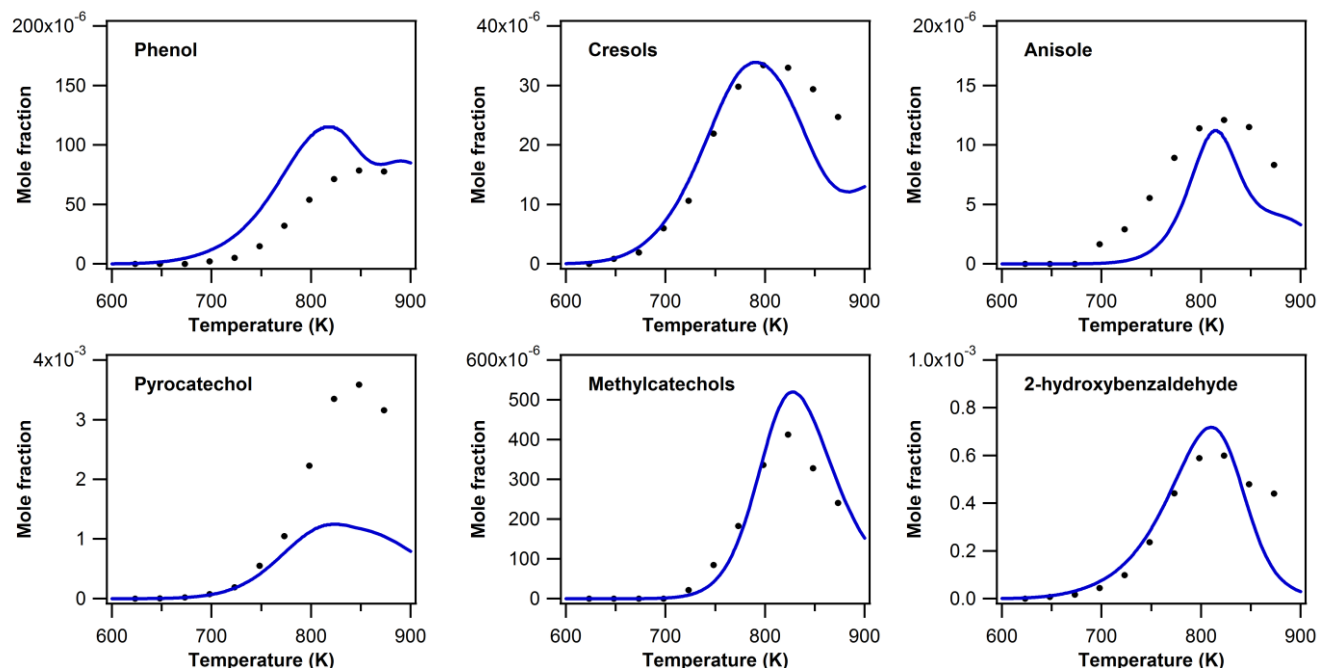 200x10-6
Phenol
150
100
50
0
Mole fraction
600 700 800 900
Temperature (K)
40x10-6
Cresols
30
20
10
0
Mole fraction
600 700 800 900
Temperature (K)
20x10-6
Anisole
15
10
5
0
Mole fraction
600 700 800 900
Temperature (K)
4x10-3
Pyrocatechol
3
2
1
0
Mole fraction
600 700 800 900
Temperature (K)
600x10-6
Methylcatechols
500
400
300
200
100
0
Mole fraction
600 700 800 900
Temperature (K)
1.0x10-3
2-hydroxybenzaldehyde
0.8
0.6
0.4
0.2
0.0
Mole fraction
600 700 800 900
Temperature (K)